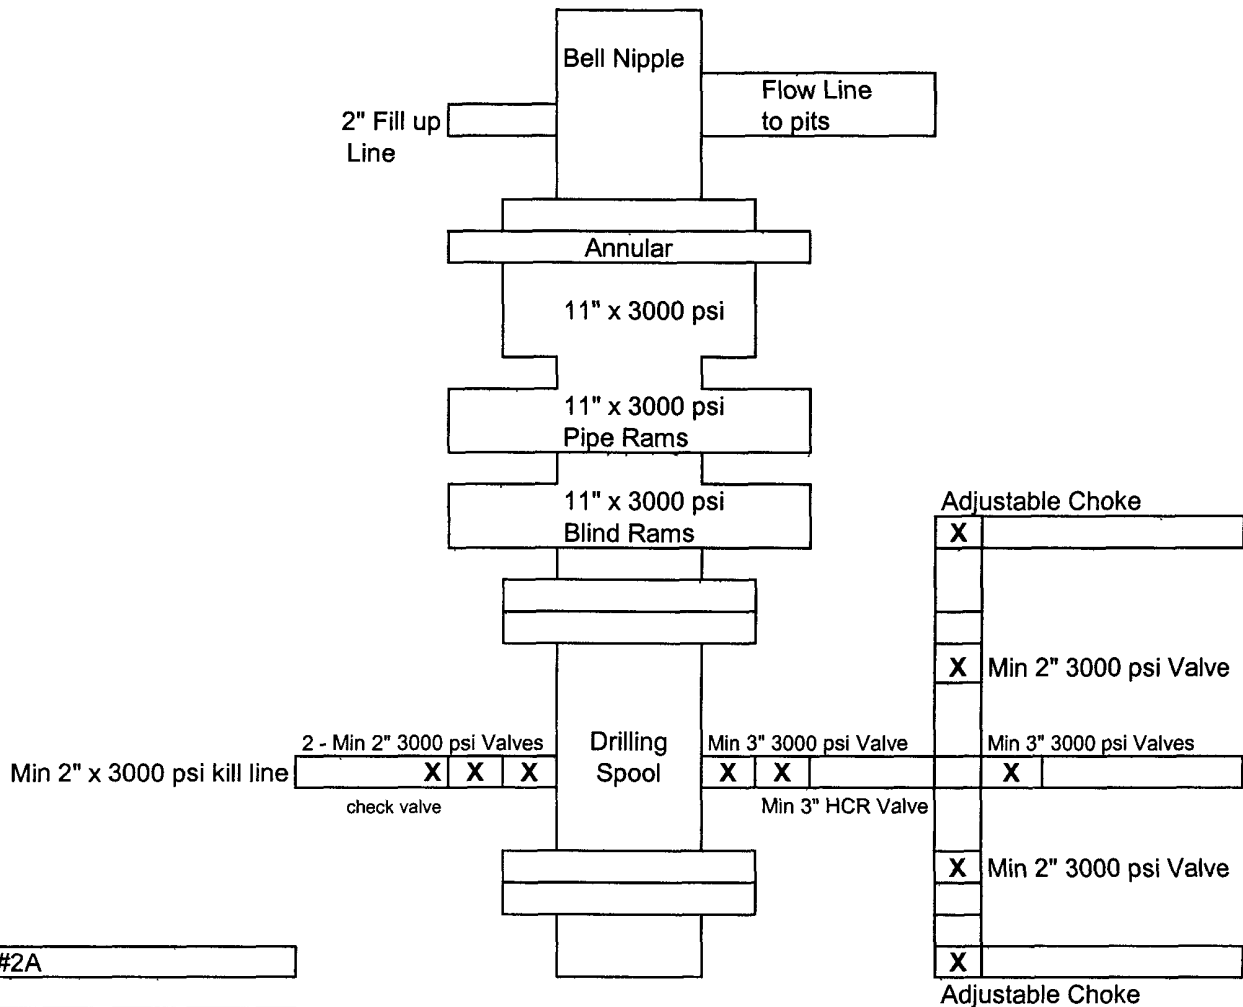 Bell Nipple
Flow Line
to pits
2" Fill up
Line
Annular
11" x 3000 psi
11" x 3000 psi
Pipe Rams
11" x 3000 psi
Blind Rams
Adjustable Choke
X
X Min 2" 3000 psi Valve
2 - Min 2" 3000 psi Valves
Drilling
Spool
Min 3" 3000 psi Valve
Min 3" 3000 psi Valves
Min 2" x 3000 psi kill line
X X X
X X
X
check valve
Min 3" HCR Valve
X Min 2" 3000 psi Valve
#2A
X
Adjustable Choke